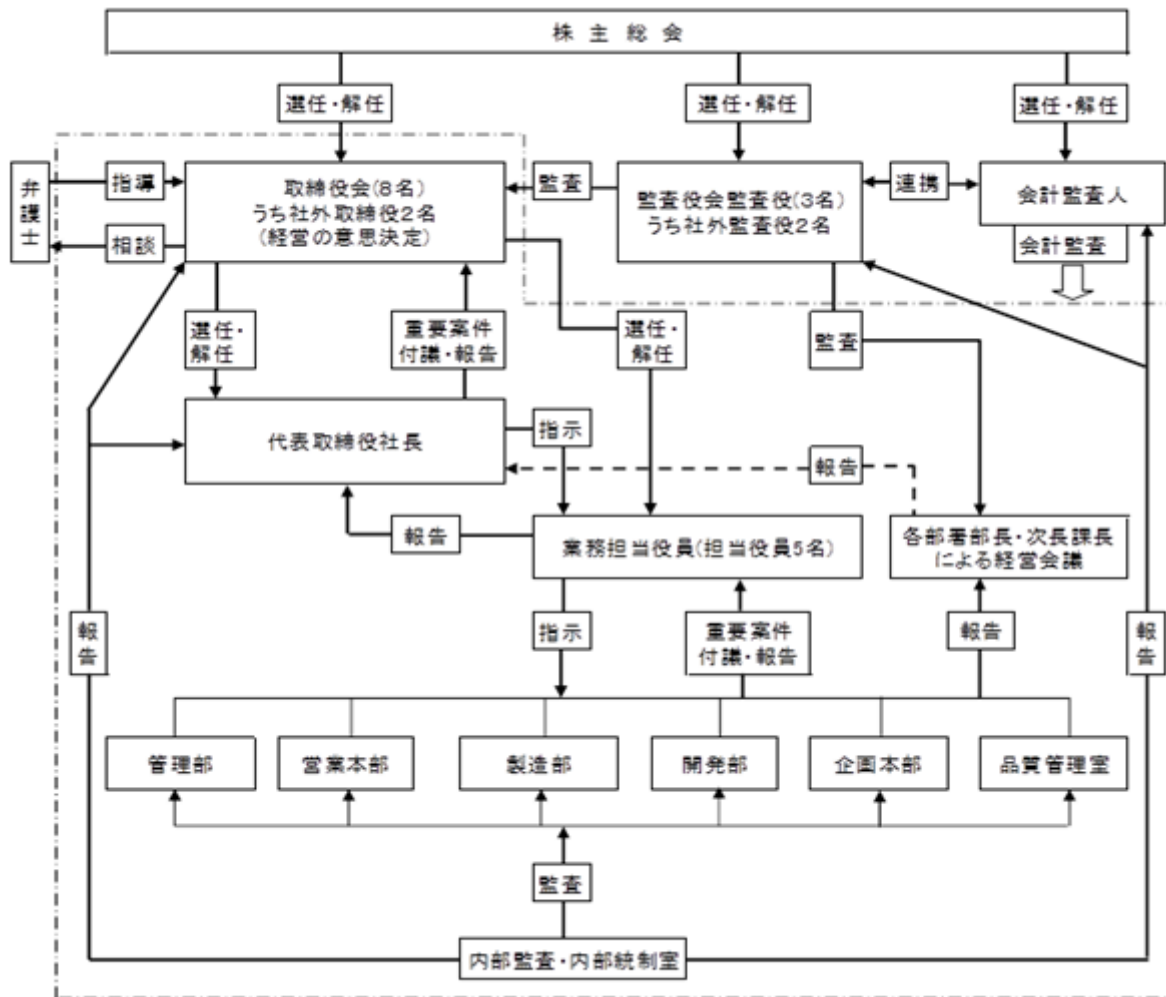 株主総会
選任・解任
選任・解任
選任・解任
弁護士
指導
相談
取締役会(8名)
うち社外取締役2名
(経営の意思決定)
監査
監査役会監査役(3名)
うち社外監査役2名
連携
会計監査人
会計監査
選任・
解任
重要案件
付議・報告
選任・
解任
監査
代表取締役社長
指示
報告
報告
業務担当役員(担当役員5名)
各部署部長・次長課長
による経営会議
報告
指示
重要案件
付議・報告
報告
報告
管理部
営業本部
製造部
開発部
企画本部
品質管理室
監査
内部監査・内部統制室